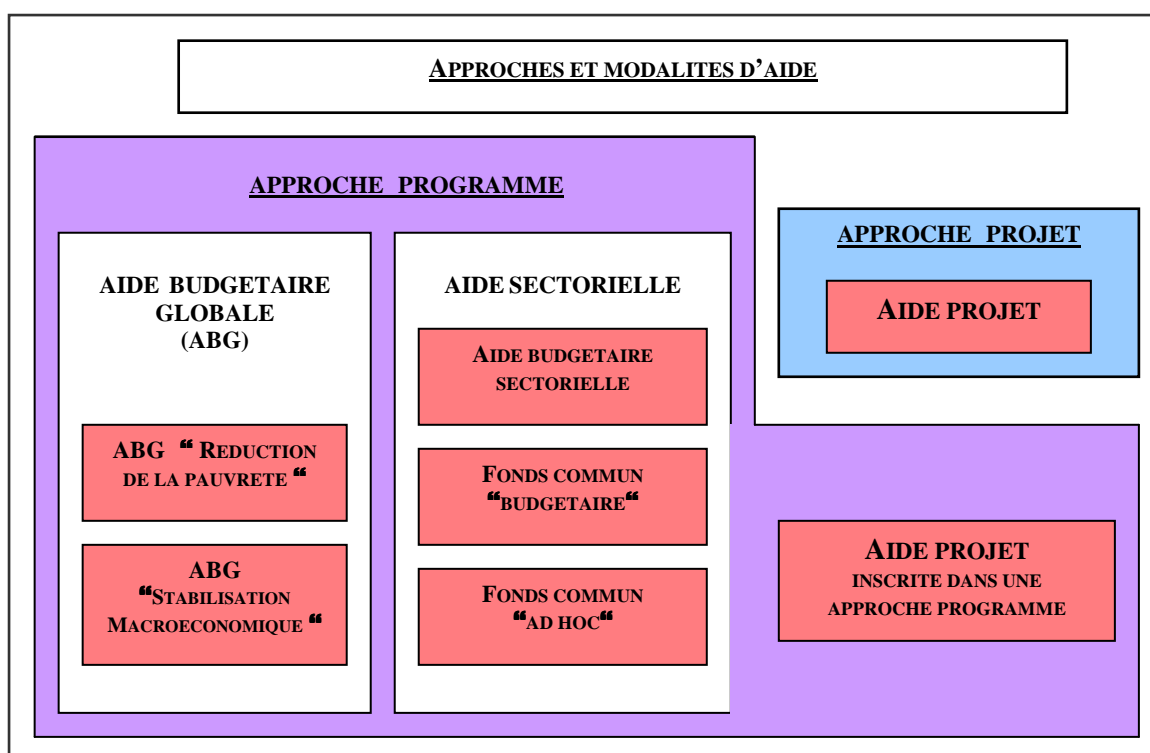 APPROCHES ET MODALITES D'AIDE
APPROCHE PROGRAMME
AIDE BUDGETAIRE
GLOBALE
(ABG)
ABG “ REDUCTION
DE LA PAUVRETE “
ABG
“STABILISATION
MACROECONOMIQUE “
AIDE SECTORIELLE
AIDE BUDGETAIRE
SECTORIELLE
FONDS COMMUN
“BUDGETAIRE“
FONDS COMMUN
“AD HOC“
APPROCHE PROJET
AIDE PROJET
AIDE PROJET
INSCRITE DANS UNE
APPROCHE PROGRAMME